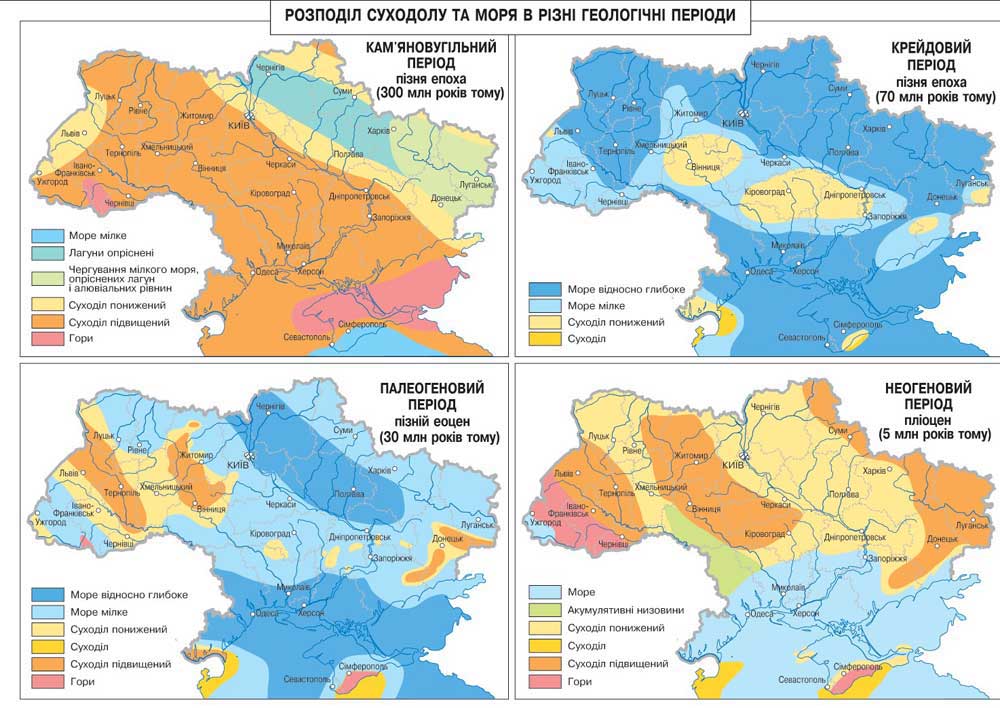 РОЗПОДІЛ СУХОДОЛУ ТА МОРЯ В РІЗНІ ГЕОЛОГІЧНІ ПЕРІОДИ
КАМ'ЯНОВУГІЛЬНИЙ
ПЕРІОД
пізня епоха
(300 млн років тому)
Чернігів
Луцьк
Рівне
Суми
Житомир
КИЇВ
Харків
Львів
Тернопіль
Хмельницький
Полтава
Вінниця
Черкаси
Івано-
Франківськ
Ужгород
Луганськ
Кіровоград
Дніпропетровськ
Донецьк
Чернівці
Запоріжжя
Миколаїв
Одеса
Херсон
Сімферополь
Севастополь
Море мілке
Лагуни опріснені
Чергування мілкого моря,
опріснених лагун
і алювіальних рівнин
Суходіл понижений
Суходіл підвищений
Гори
КРЕЙДОВИЙ
ПЕРІОД
пізня епоха
(70 млн років тому)
Чернігів
Луцьк
Рівне
Суми
Житомир
КИЇВ
Харків
Львів
Тернопіль
Хмельницький
Полтава
Вінниця
Черкаси
Івано-
Франківськ
Ужгород
Луганськ
Кіровоград
Дніпропетровськ
Донецьк
Чернівці
Запоріжжя
Миколаїв
Одеса
Херсон
Сімферополь
Севастополь
Море відносно глибоке
Море мілке
Суходіл понижений
Суходіл
ПАЛЕОГЕНОВИЙ
ПЕРІОД
пізній еоцен
(30 млн років тому)
Чернігів
Луцьк
Рівне
Суми
Житомир
КИЇВ
Харків
Львів
Тернопіль
Хмельницький
Полтава
Вінниця
Черкаси
Івано-
Франківськ
Ужгород
Луганськ
Кіровоград
Дніпропетровськ
Донецьк
Чернівці
Запоріжжя
Миколаїв
Одеса
Херсон
Сімферополь
Севастополь
Море відносно глибоке
Море мілке
Суходіл понижений
Суходіл
Суходіл підвищений
Гори
НЕОГЕНОВИЙ
ПЕРІОД
пліоцен
(5 млн років тому)
Чернігів
Луцьк
Рівне
Суми
Житомир
КИЇВ
Харків
Львів
Тернопіль
Хмельницький
Полтава
Вінниця
Черкаси
Івано-
Франківськ
Ужгород
Луганськ
Кіровоград
Дніпропетровськ
Донецьк
Чернівці
Запоріжжя
Миколаїв
Одеса
Херсон
Сімферополь
Севастополь
Море
Акумулятивні низовини
Суходіл понижений
Суходіл
Суходіл підвищений
Гори